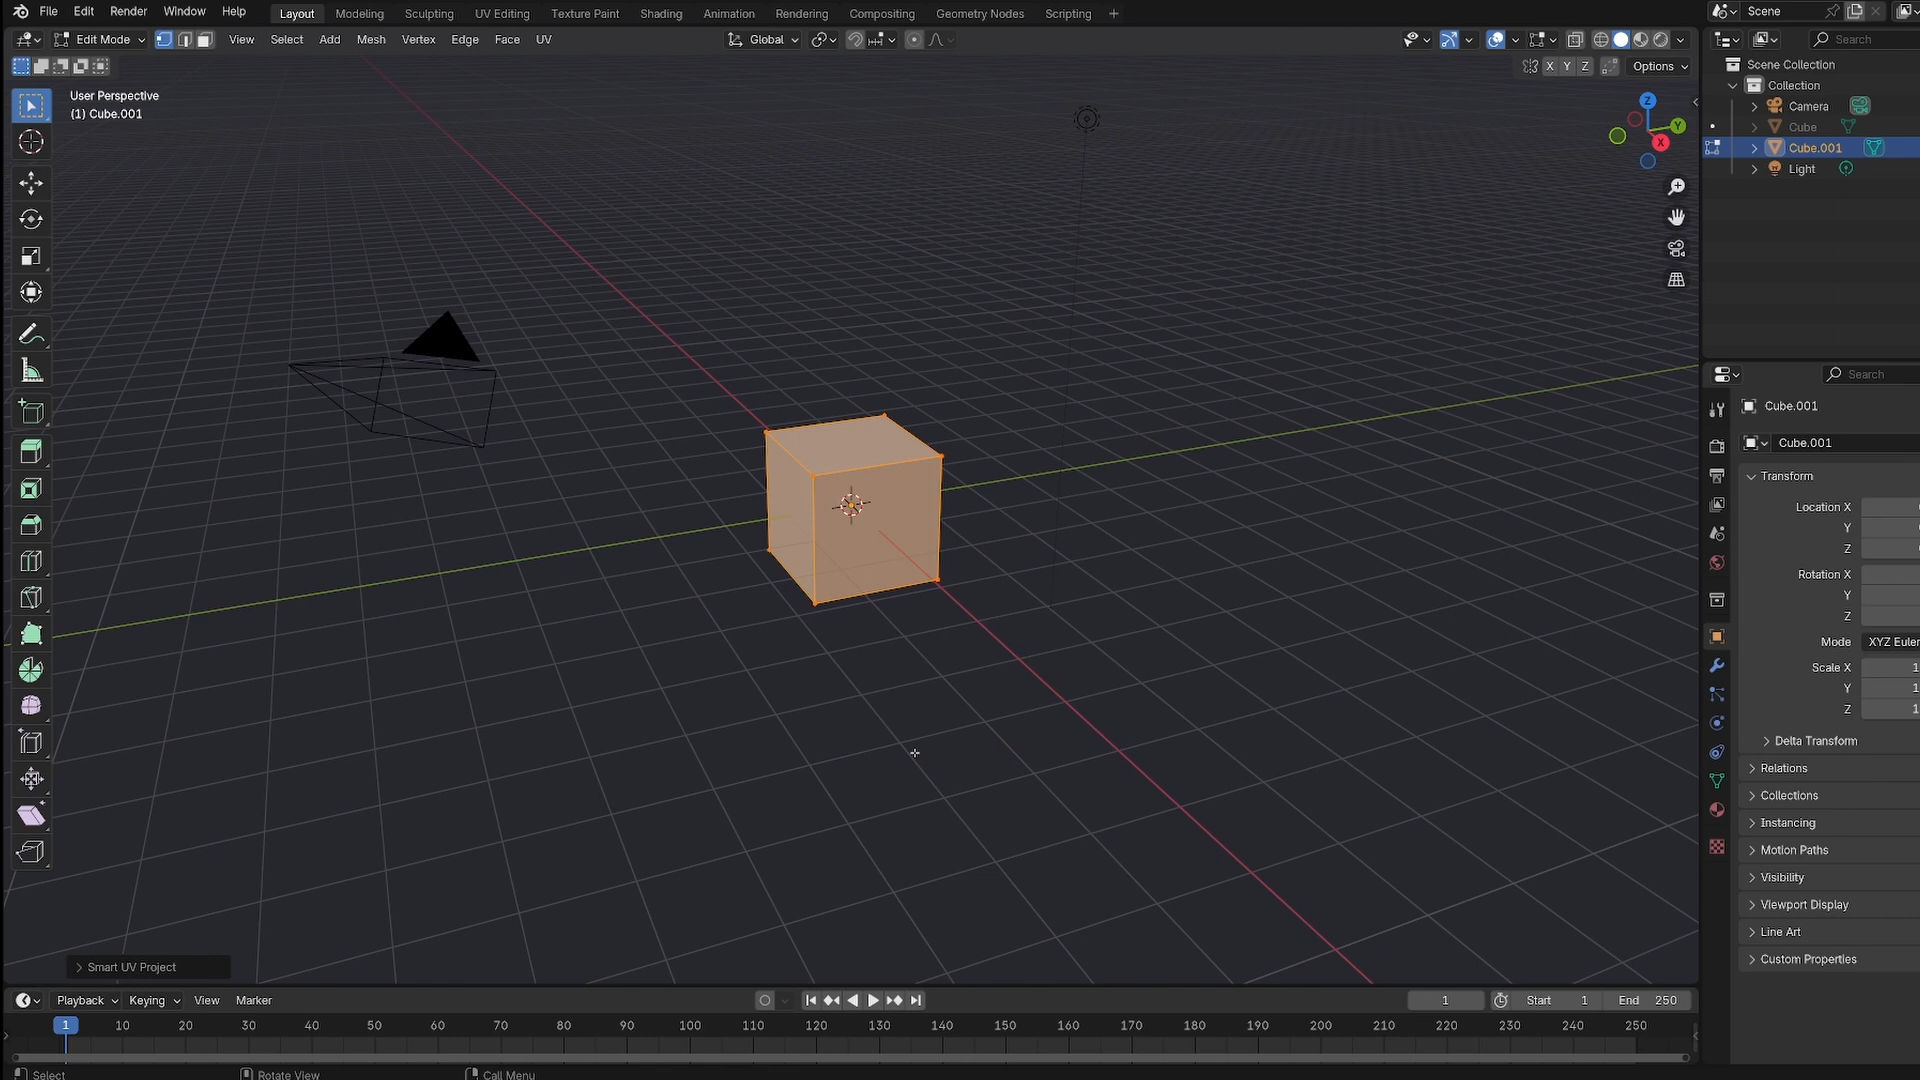 File Edit Render Window Help Layout Modeling Sculpting UV Editing Texture Paint Shading Animation Rendering Compositing Geometry Nodes Scripting + Scene
Edit Mode View Select Add Mesh Vertex Edge Face UV Global Search
X Y Z Options
User Perspective
(1) Cube.001
Z
Y
X
Scene Collection
Collection
Camera
Cube
Cube.001
Light
Search
Cube.001
Cube.001
Transform
Location X
Y
Z
Rotation X
Y
Z
Mode XYZ Euler
Scale X 1
Y 1
Z 1
Delta Transform
Relations
Collections
Instancing
Motion Paths
Visibility
Viewport Display
Line Art
Custom Properties
Smart UV Project
Playback Keying View Marker 1 Start 1 End 250
1 10 20 30 40 50 60 70 80 90 100 110 120 130 140 150 160 170 180 190 200 210 220 230 240 250
Select Rotate View Call Menu